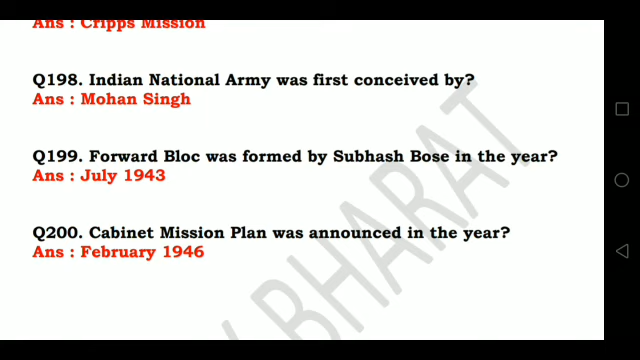 Ans : Cripps Mission
Q198. Indian National Army was first conceived by?
Ans : Mohan Singh
Q199. Forward Bloc was formed by Subhash Bose in the year?
Ans : July 1943
Q200. Cabinet Mission Plan was announced in the year?
Ans : February 1946
BHARAT